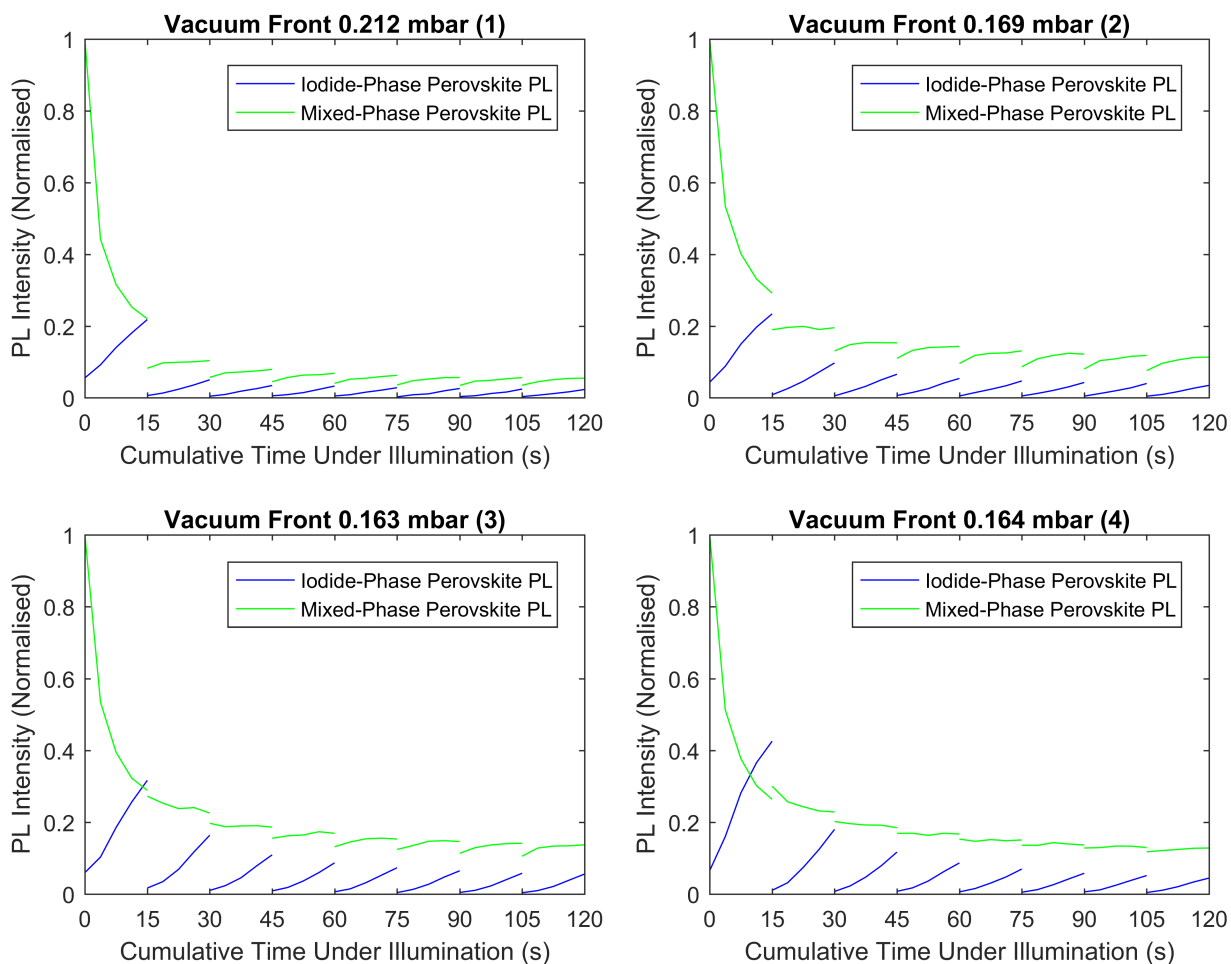 Vacuum Front 0.212 mbar (1)
PL Intensity (Normalised)
1
0.8
0.6
0.4
0.2
0
Iodide-Phase Perovskite PL
Mixed-Phase Perovskite PL
0 15 30 45 60 75 90 105 120
Cumulative Time Under Illumination (s)
Vacuum Front 0.169 mbar (2)
PL Intensity (Normalised)
1
0.8
0.6
0.4
0.2
0
Iodide-Phase Perovskite PL
Mixed-Phase Perovskite PL
0 15 30 45 60 75 90 105 120
Cumulative Time Under Illumination (s)
Vacuum Front 0.163 mbar (3)
PL Intensity (Normalised)
1
0.8
0.6
0.4
0.2
0
Iodide-Phase Perovskite PL
Mixed-Phase Perovskite PL
0 15 30 45 60 75 90 105 120
Cumulative Time Under Illumination (s)
Vacuum Front 0.164 mbar (4)
PL Intensity (Normalised)
1
0.8
0.6
0.4
0.2
0
Iodide-Phase Perovskite PL
Mixed-Phase Perovskite PL
0 15 30 45 60 75 90 105 120
Cumulative Time Under Illumination (s)